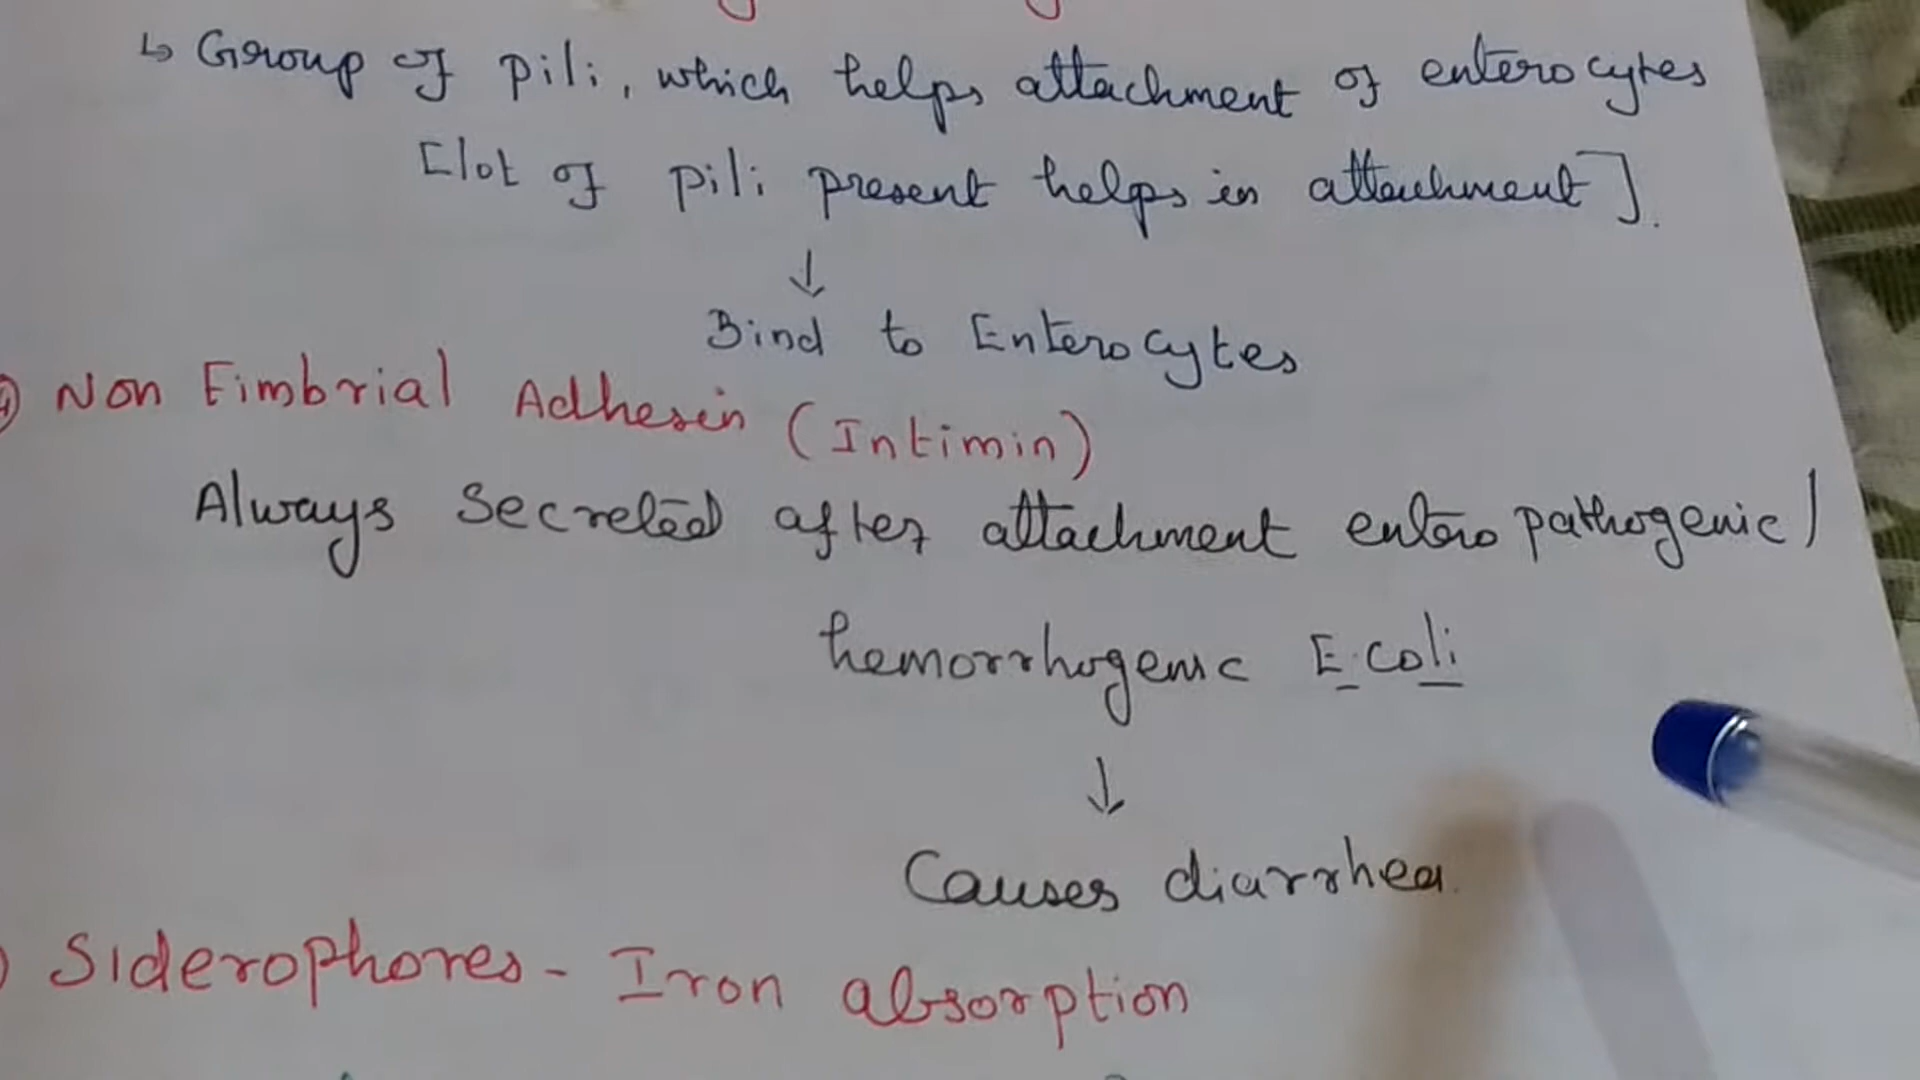 ↳ Group of pili, which helps attachment of enterocytes
[lot of pili present helps in attachment].
↓
Bind to Enterocytes
4) Non Fimbrial Adhesin (Intimin)
Always Secreted after attachment entero pathogenic/
hemorrhogenic E.coli
↓
Causes diarrhea.
) Siderophores - Iron absorption